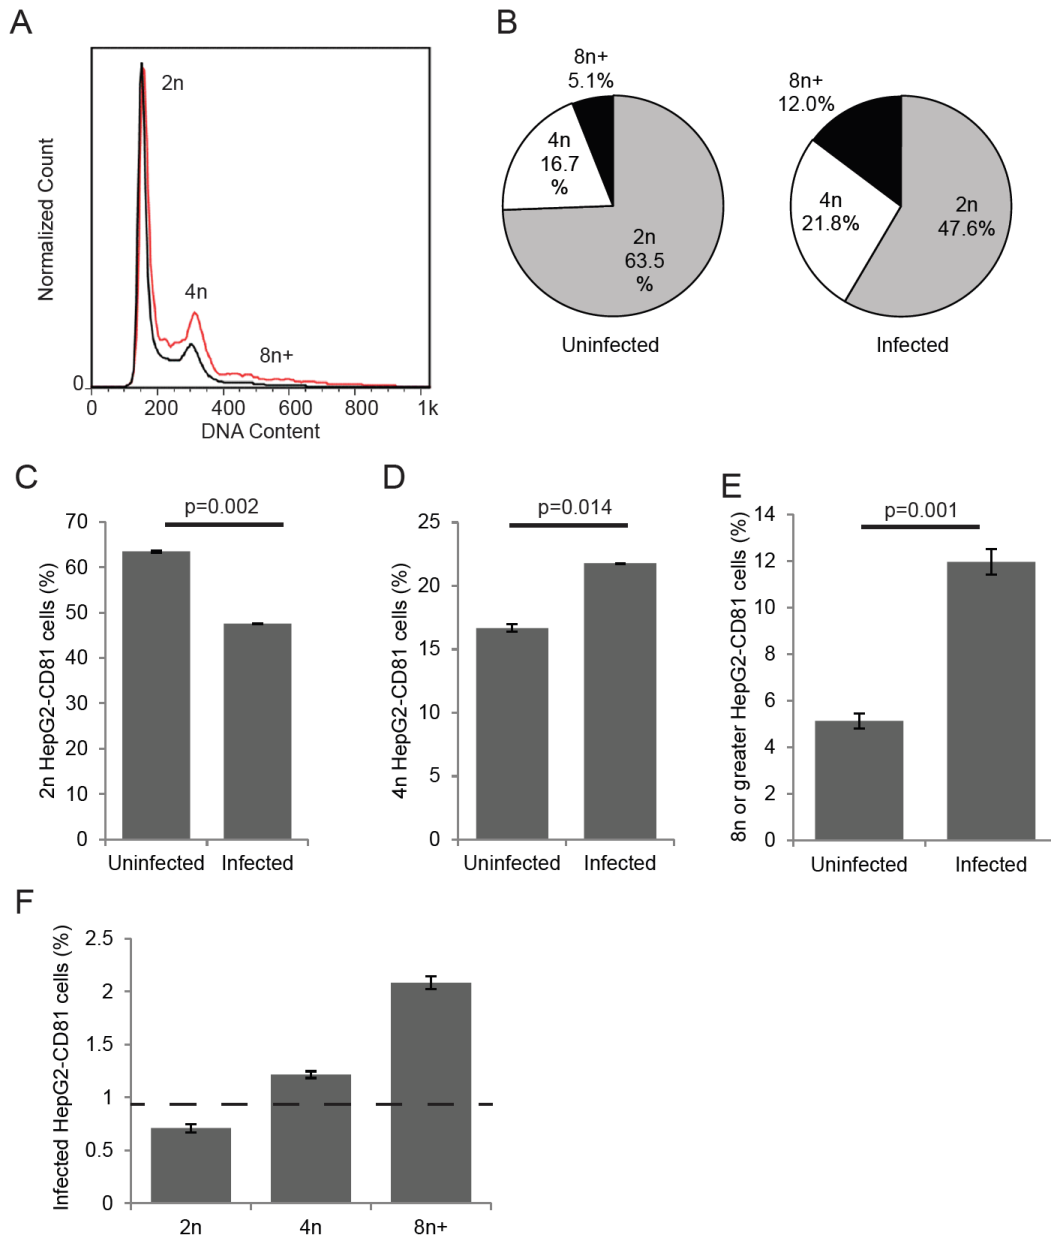 A
2n
4n
8n+
Normalized Count
0
0
200
400
600
800
1k
DNA Content
B
8n+
5.1%
4n
16.7
%
2n
63.5
%
Uninfected
8n+
12.0%
4n
21.8%
2n
47.6%
Infected
C
p=0.002
2n HepG2-CD81 cells (%)
70
60
50
40
30
20
10
0
Uninfected
Infected
D
p=0.014
4n HepG2-CD81 cells (%)
25
20
15
10
5
0
Uninfected
Infected
E
p=0.001
8n or greater HepG2-CD81 cells (%)
14
12
10
8
6
4
2
0
Uninfected
Infected
F
Infected HepG2-CD81 cells (%)
2.5
2
1.5
1
0.5
0
2n
4n
8n+